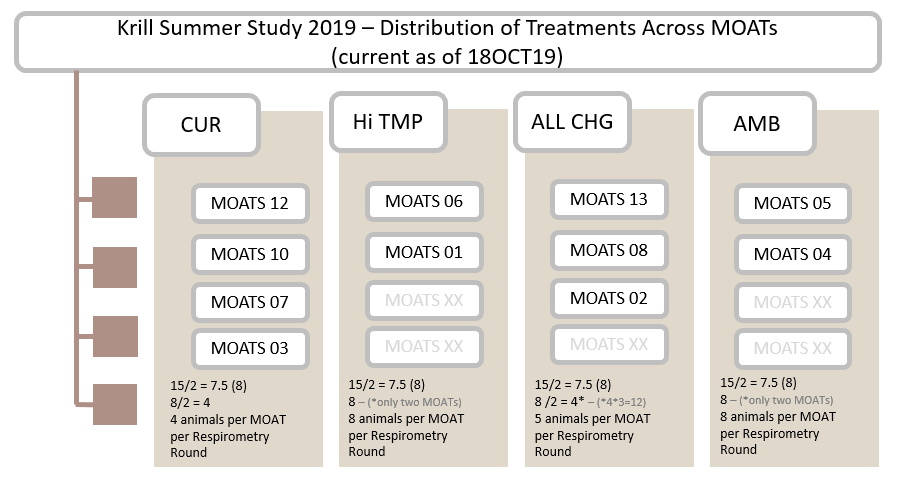 Krill Summer Study 2019 – Distribution of Treatments Across MOATs
(current as of 18OCT19)
CUR
MOATS 12
MOATS 10
MOATS 07
MOATS 03
15/2 = 7.5 (8)
8/2 = 4
4 animals per MOAT
per Respirometry
Round
Hi TMP
MOATS 06
MOATS 01
MOATS XX
MOATS XX
15/2 = 7.5 (8)
8 – (*only two MOATs)
8 animals per MOAT
per Respirometry
Round
ALL CHG
MOATS 13
MOATS 08
MOATS 02
MOATS XX
15/2 = 7.5 (8)
8 /2 = 4* – (*4*3=12)
5 animals per MOAT
per Respirometry
Round
AMB
MOATS 05
MOATS 04
MOATS XX
MOATS XX
15/2 = 7.5 (8)
8 – (*only two MOATs)
8 animals per MOAT
per Respirometry
Round